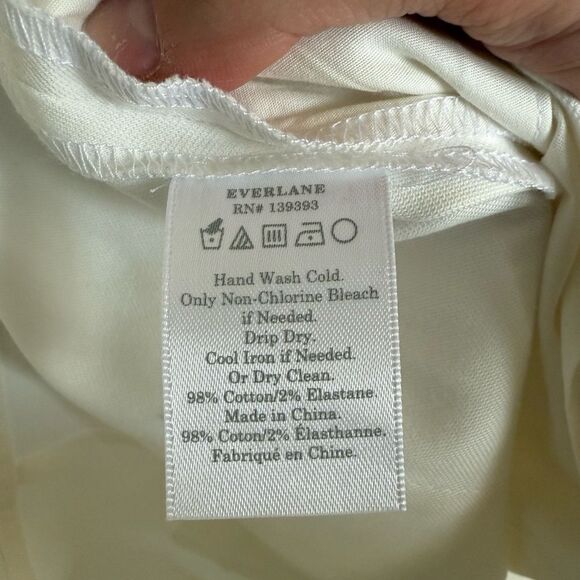 EVERLANE
RN# 139393
Hand Wash Cold.
Only Non-Chlorine Bleach
if Needed.
Drip Dry.
Cool Iron if Needed.
Or Dry Clean.
98% Cotton/2% Elastane.
Made in China.
98% Coton/2% Élasthanne.
Fabriqué en Chine.